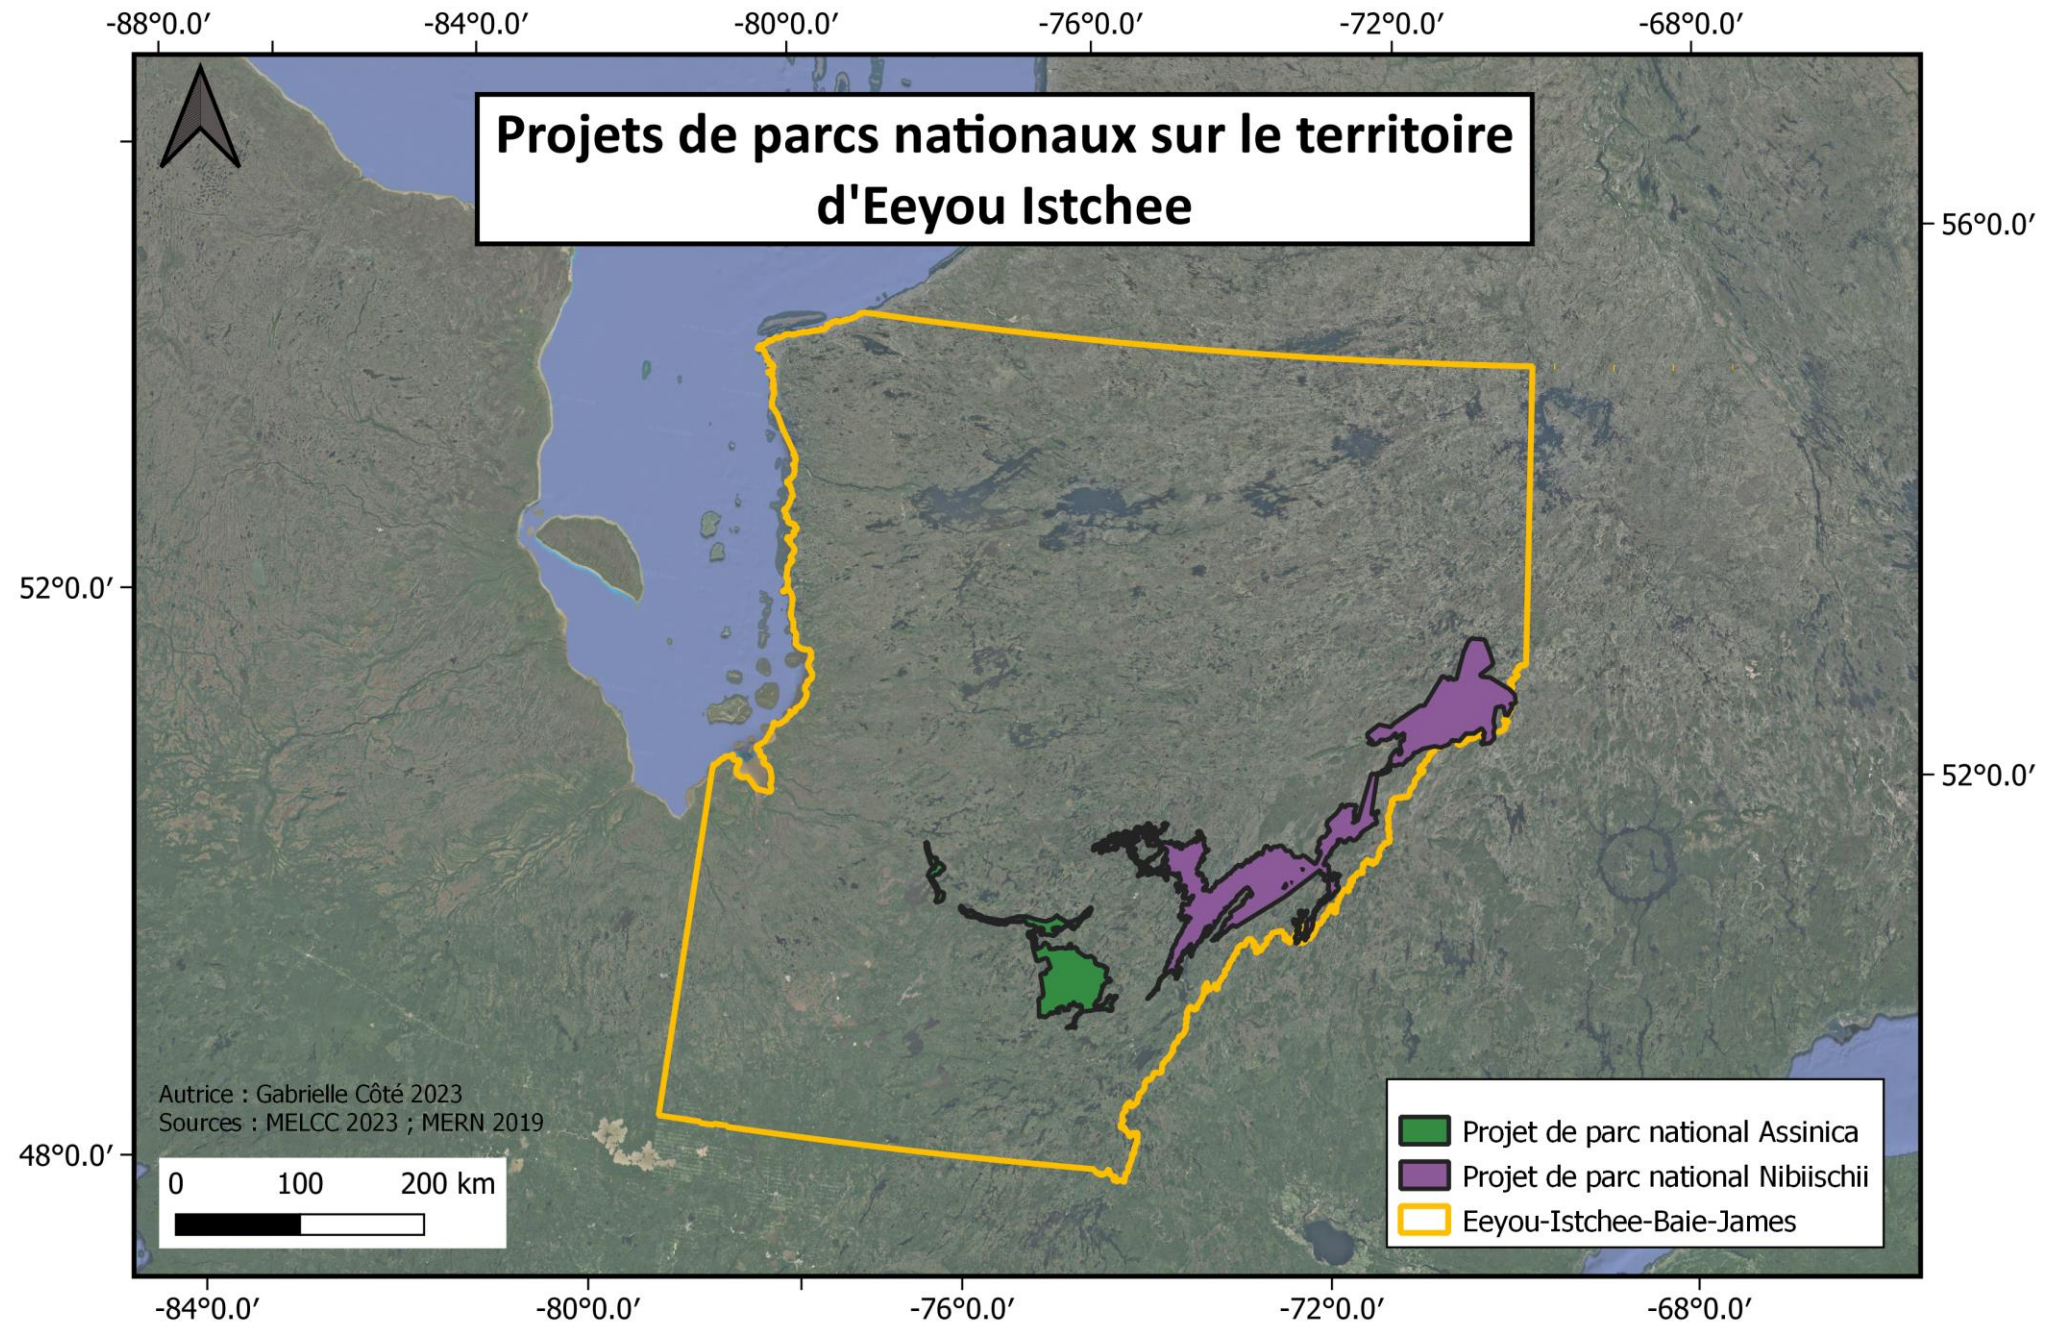 -88°0.0′ -84°0.0′ -80°0.0′ -76°0.0′ -72°0.0′ -68°0.0′
Projets de parcs nationaux sur le territoire
d'Eeyou Istchee
56°0.0′
52°0.0′
52°0.0′
Autrice : Gabrielle Côté 2023
Sources : MELCC 2023 ; MERN 2019
48°0.0′
0 100 200 km
Projet de parc national Assinica
Projet de parc national Nibiischii
Eeyou-Istchee-Baie-James
-84°0.0′ -80°0.0′ -76°0.0′ -72°0.0′ -68°0.0′